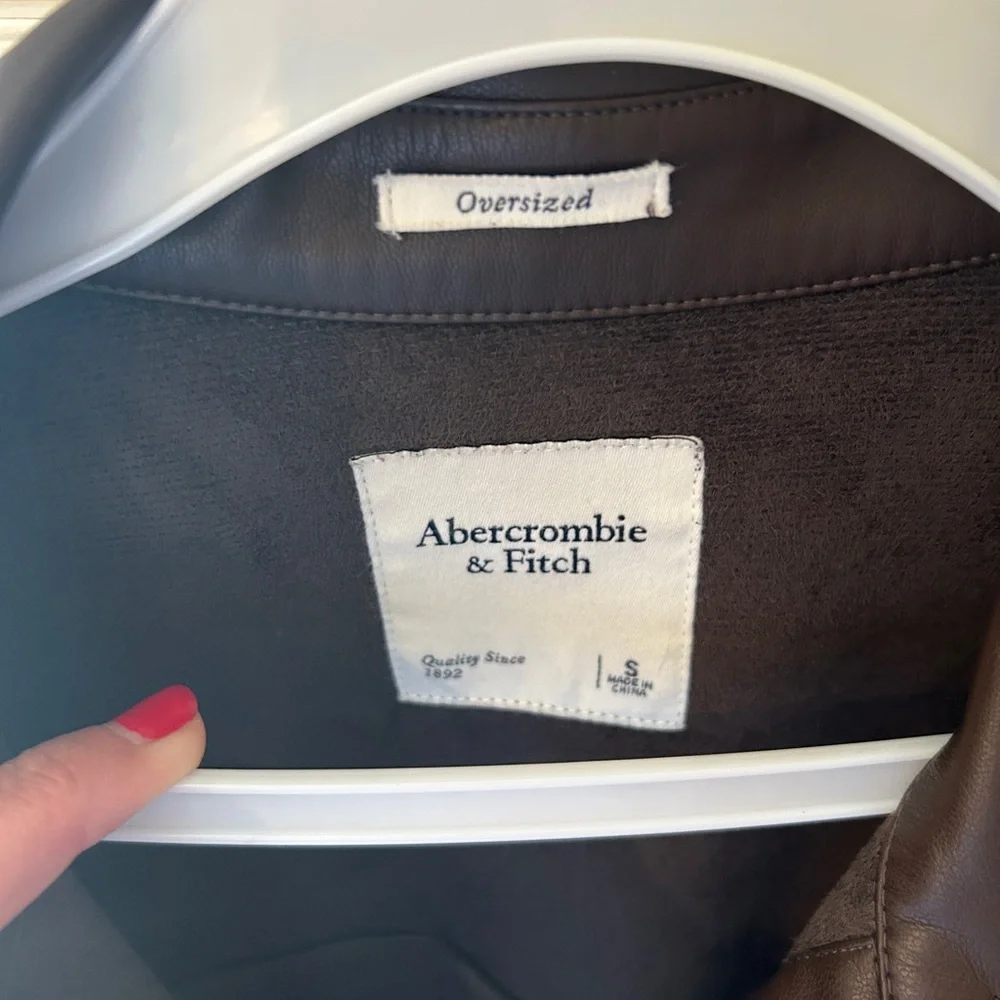 Oversized
Abercrombie
& Fitch
Quality Since
1892
S
MADE IN
CHINA